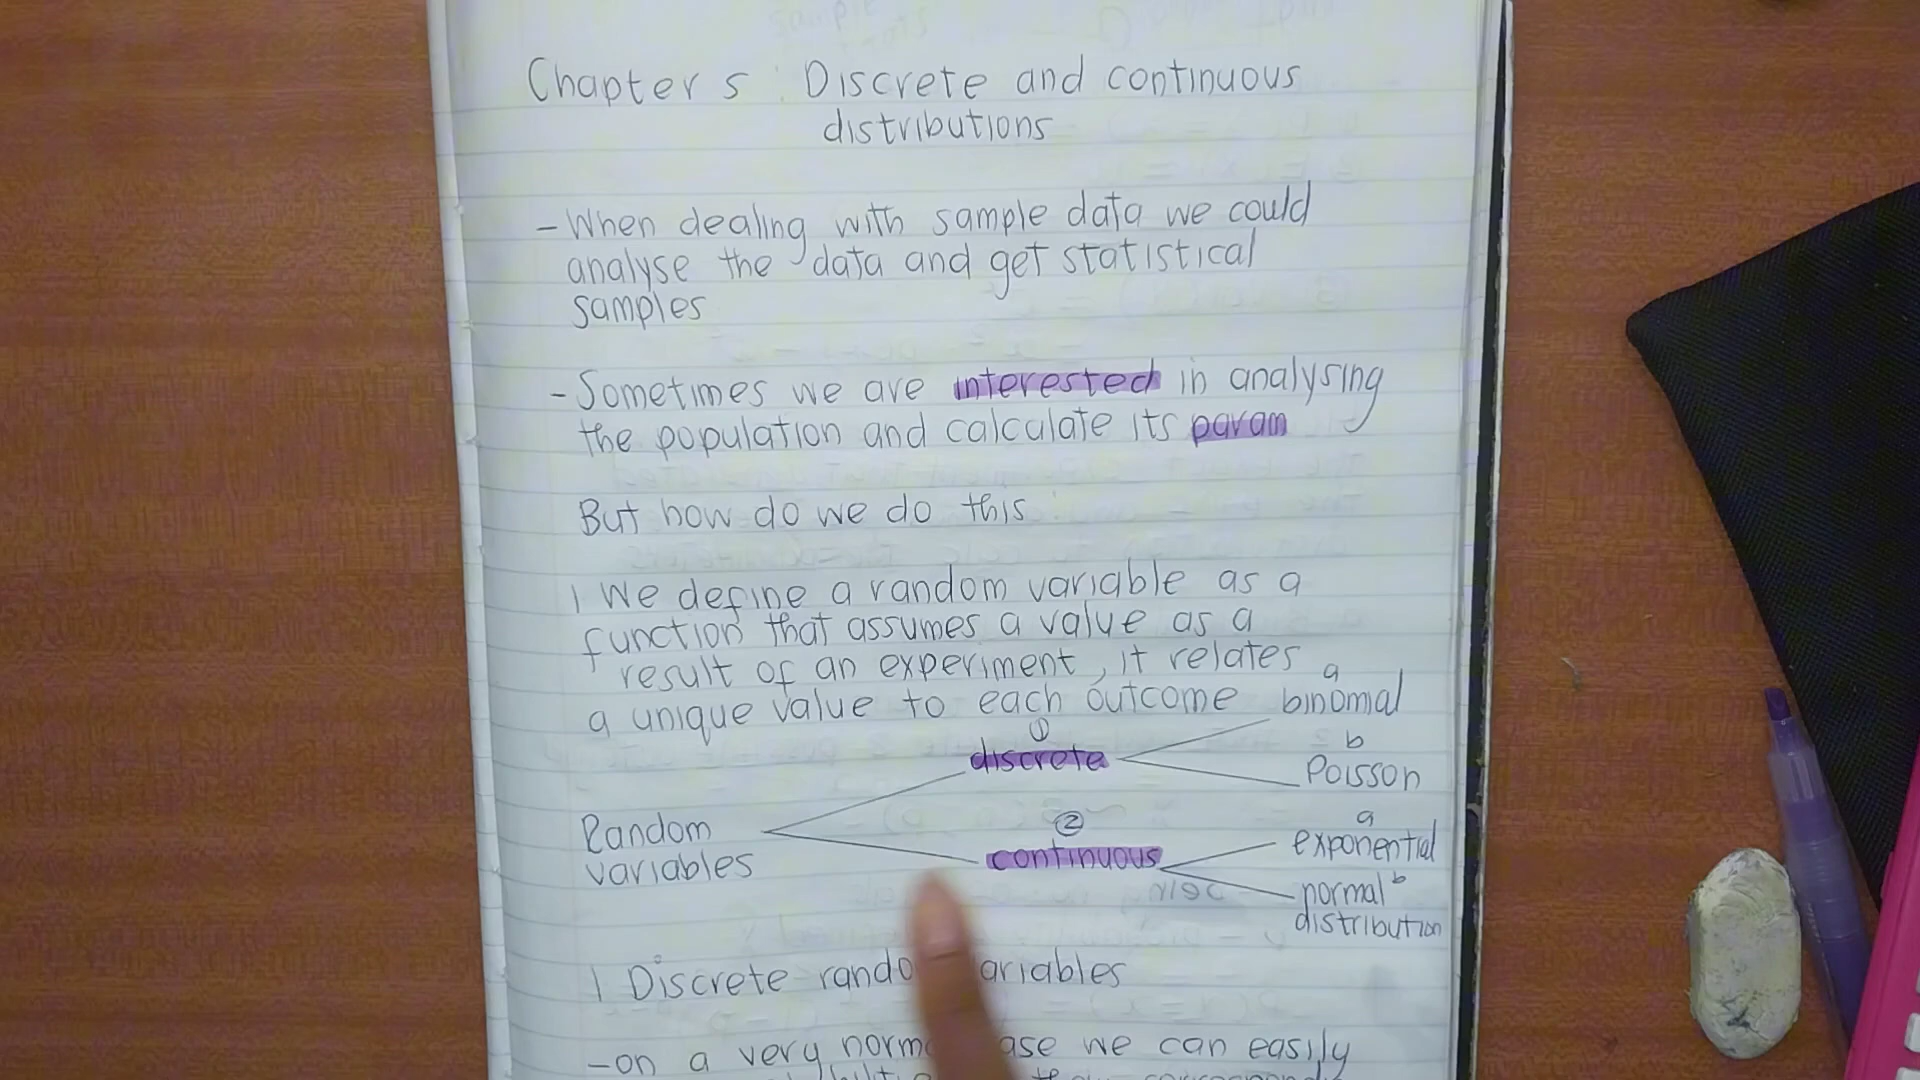 Chapter 5: Discrete and continuous
distributions
- When dealing with sample data we could
analyse the data and get statistical
samples
- Sometimes we are interested in analysing
the population and calculate its param
But how do we do this:
1 We define a random variable as a
function that assumes a value as a
result of an experiment, it relates
a unique value to each outcome
a
binomial
① discrete
b
Poisson
Random
variables
② continuous
a
exponential
normal b
distribution
1 Discrete ariables
- on a very ase we can easily